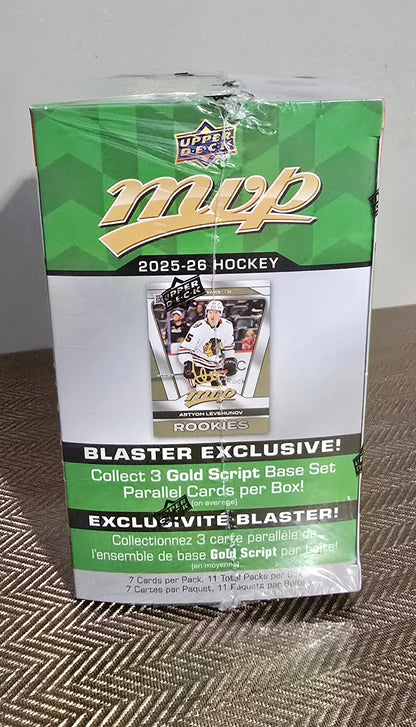 UPPER
DECK
mvp
2025-26 HOCKEY
UPPER
DECK
mvp
ARTYOM LEVSHUNOV
ROOKIES
BLASTER EXCLUSIVE!
Collect 3 Gold Script Base Set
Parallel Cards per Box!
(on average)
EXCLUSIVITÉ BLASTER!
Collectionnez 3 carte parallèle de
l'ensemble de base Gold Script par boîte!
(en moyenne)
7 Cards per Pack, 11 Total Packs per Box
7 Cartes par Paquet, 11 Paquets par Boîte